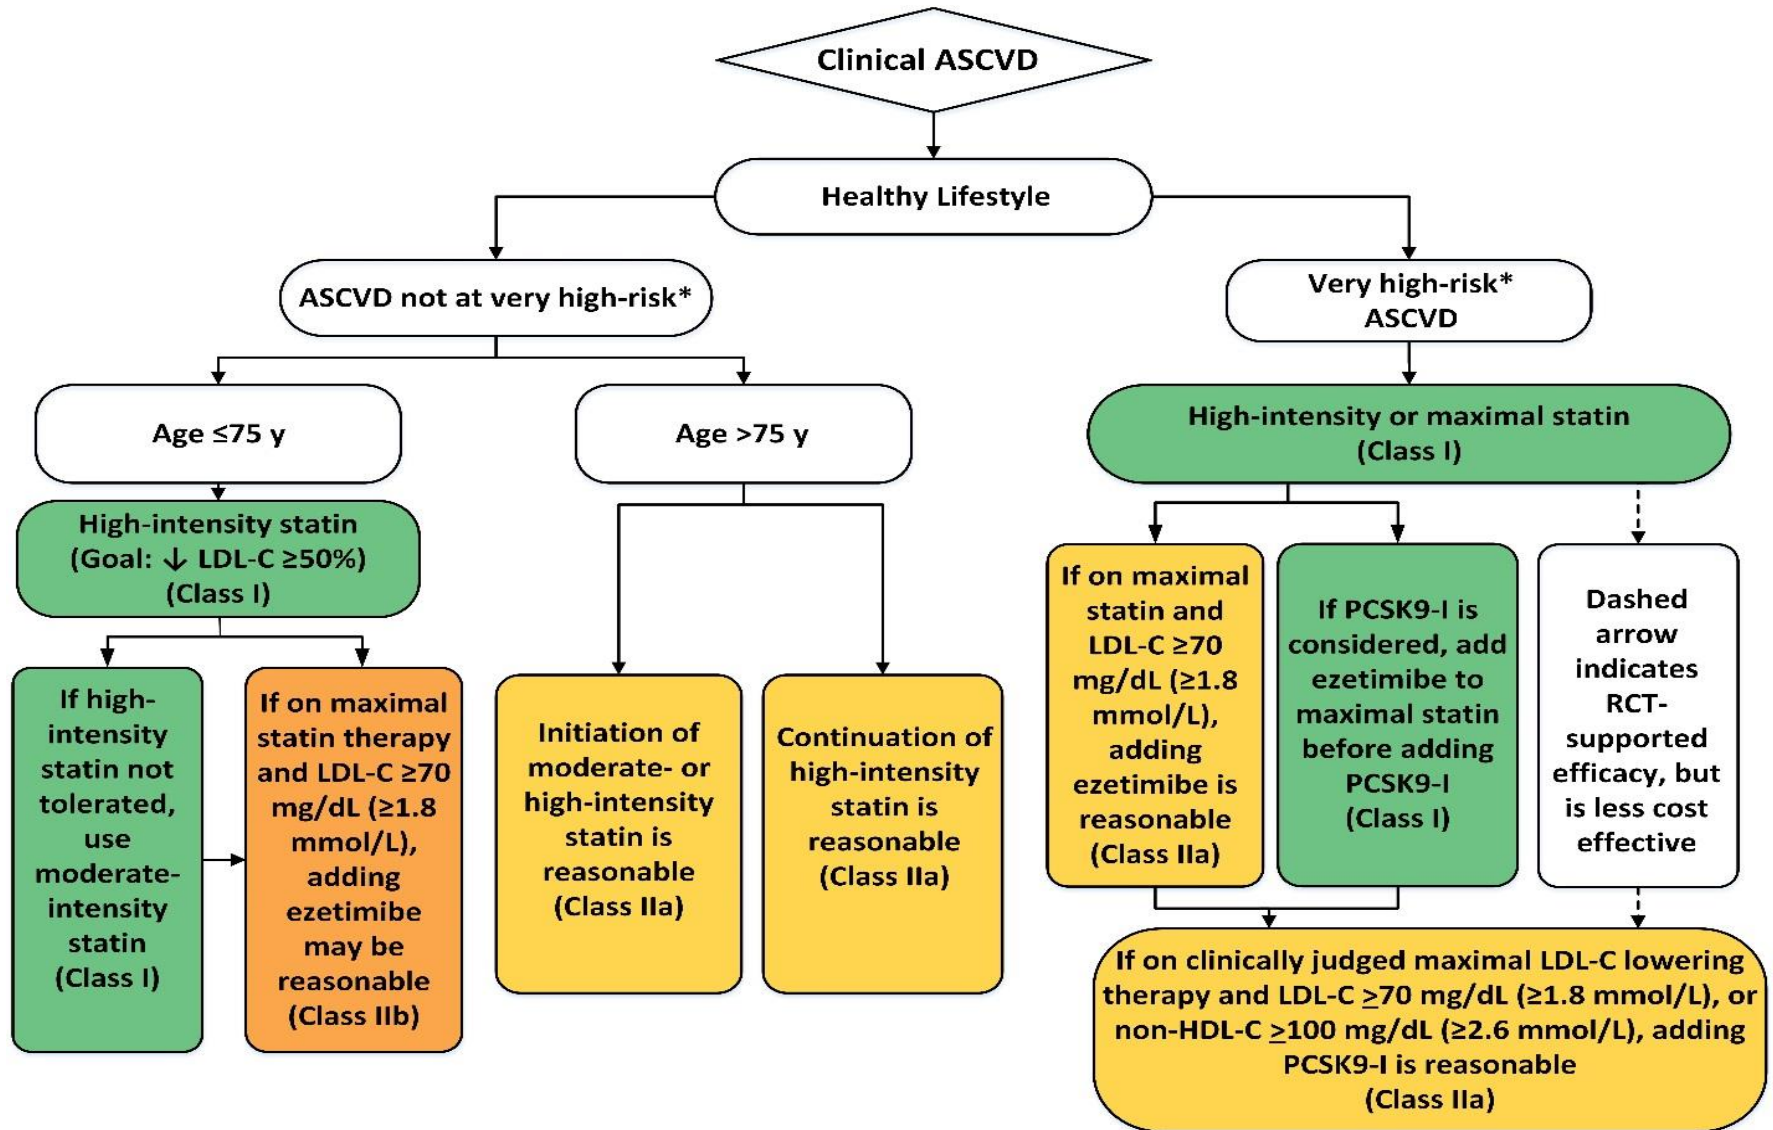 Clinical ASCVD
Healthy Lifestyle
ASCVD not at very high-risk*
Very high-risk*
ASCVD
Age ≤75 y
Age >75 y
High-intensity or maximal statin
(Class I)
High-intensity statin
(Goal: ↓ LDL-C ≥50%)
(Class I)
If high-
intensity
statin not
tolerated,
use
moderate-
intensity
statin
(Class I)
If on maximal
statin therapy
and LDL-C ≥70
mg/dL (≥1.8
mmol/L),
adding
ezetimibe
may be
reasonable
(Class IIb)
Initiation of
moderate- or
high-intensity
statin is
reasonable
(Class IIa)
Continuation of
high-intensity
statin is
reasonable
(Class IIa)
If on maximal
statin and
LDL-C ≥70
mg/dL (≥1.8
mmol/L),
adding
ezetimibe is
reasonable
(Class IIa)
If PCSK9-I is
considered, add
ezetimibe to
maximal statin
before adding
PCSK9-I
(Class I)
Dashed
arrow
indicates
RCT-
supported
efficacy, but
is less cost
effective
If on clinically judged maximal LDL-C lowering
therapy and LDL-C ≥70 mg/dL (≥1.8 mmol/L), or
non-HDL-C ≥100 mg/dL (≥2.6 mmol/L), adding
PCSK9-I is reasonable
(Class IIa)